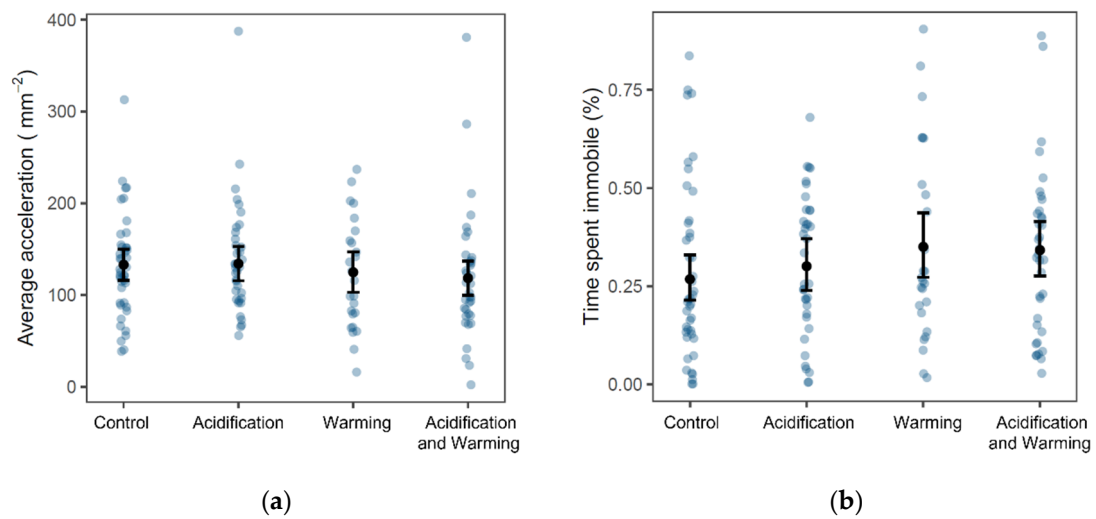 Average acceleration ( mm⁻²)
400
300
200
100
0
Control
Acidification
Warming
Acidification
and Warming
(a)
Time spent immobile (%)
0.75
0.50
0.25
0.00
Control
Acidification
Warming
Acidification
and Warming
(b)